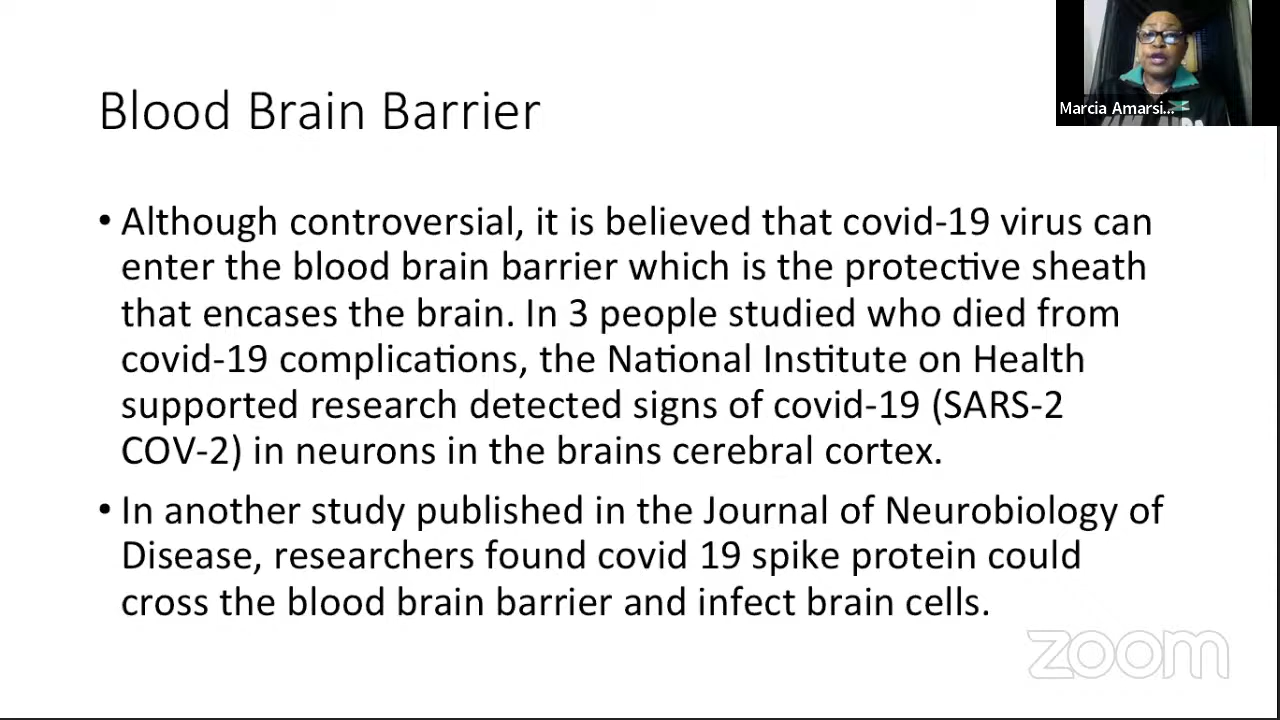 Blood Brain Barrier
Marcia Amarsi...
• Although controversial, it is believed that covid-19 virus can
enter the blood brain barrier which is the protective sheath
that encases the brain. In 3 people studied who died from
covid-19 complications, the National Institute on Health
supported research detected signs of covid-19 (SARS-2
COV-2) in neurons in the brains cerebral cortex.
• In another study published in the Journal of Neurobiology of
Disease, researchers found covid 19 spike protein could
cross the blood brain barrier and infect brain cells.
zoom